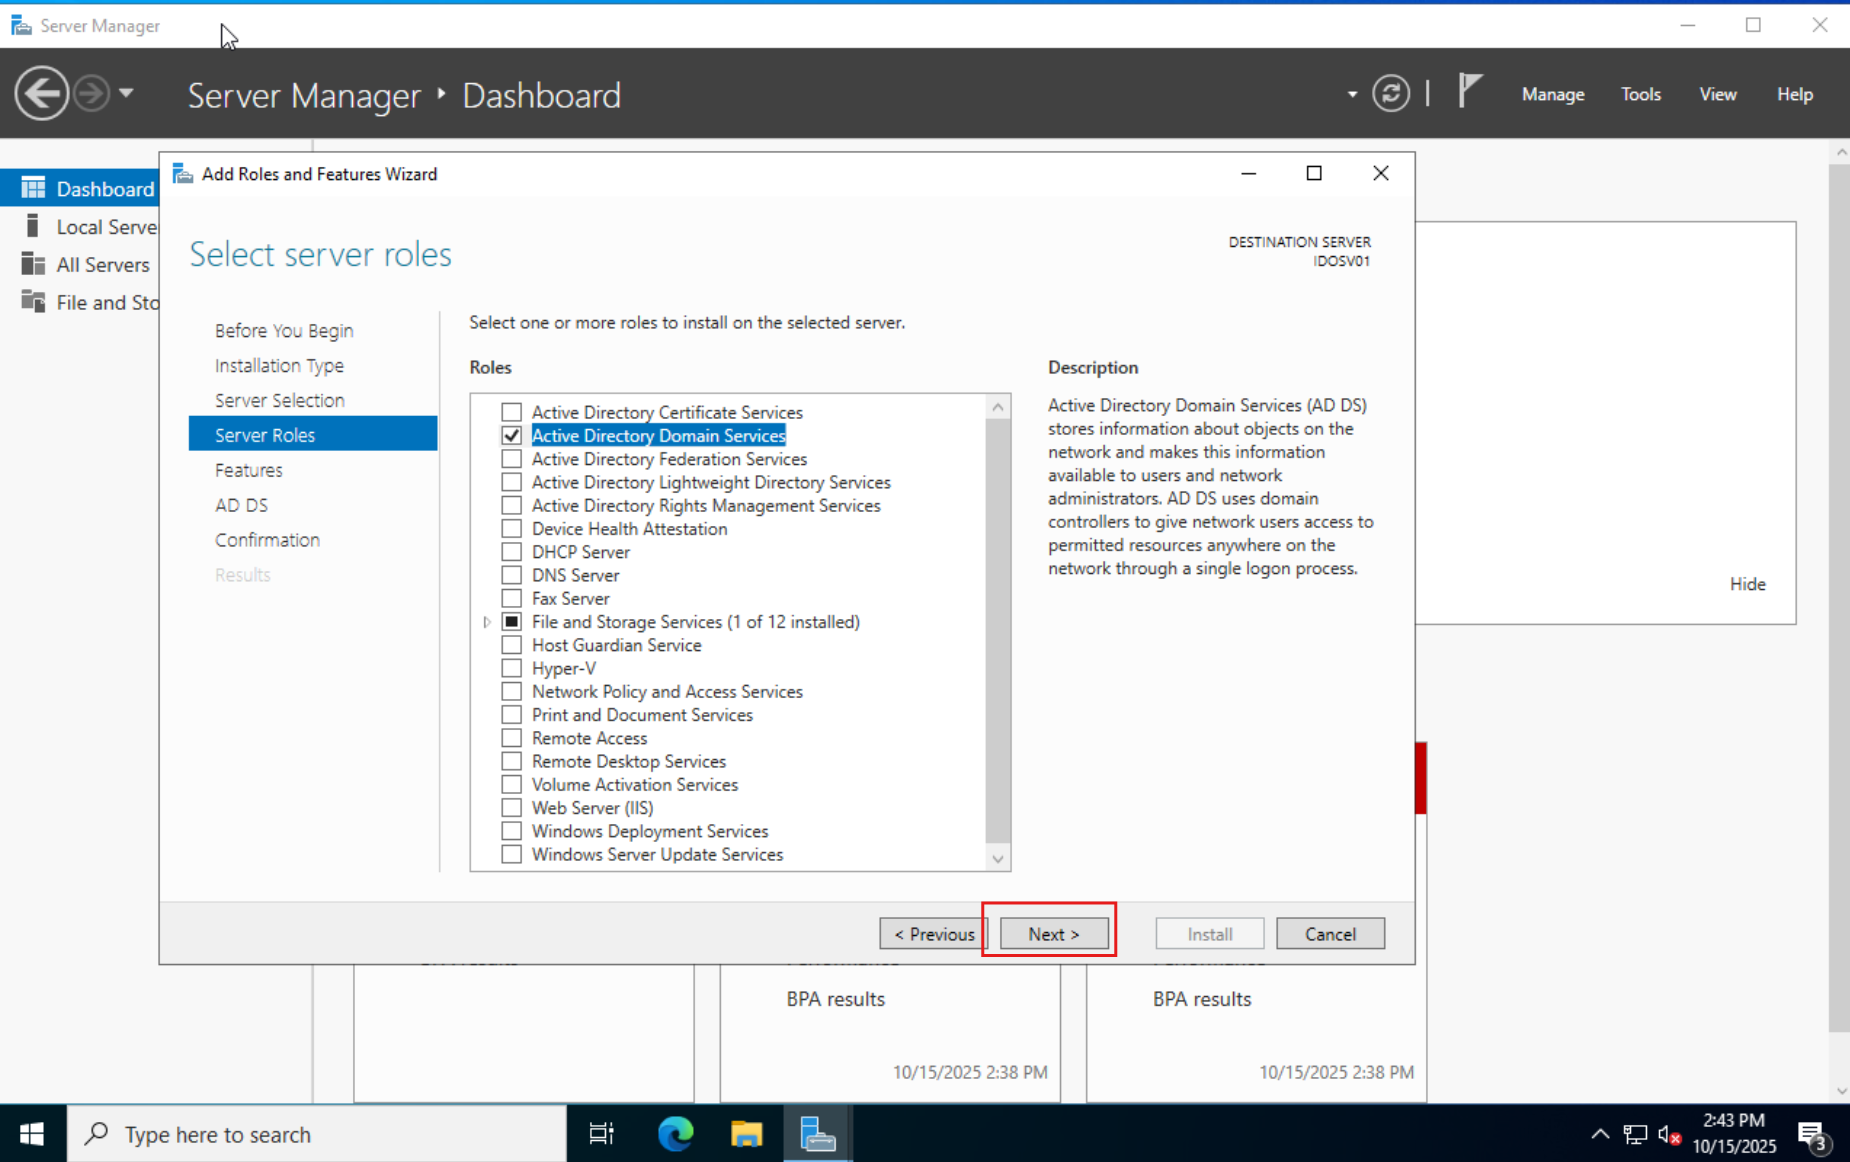 Server Manager
Server Manager
Dashboard
Manage
Tools
View
Help
Dashboard
Local Serve
All Servers
File and Sto
Add Roles and Features Wizard
Select server roles
DESTINATION SERVER
IDOSV01
Before You Begin
Installation Type
Server Selection
Server Roles
Features
AD DS
Confirmation
Results
Select one or more roles to install on the selected server.
Roles
Active Directory Certificate Services
Active Directory Domain Services
Active Directory Federation Services
Active Directory Lightweight Directory Services
Active Directory Rights Management Services
Device Health Attestation
DHCP Server
DNS Server
Fax Server
File and Storage Services (1 of 12 installed)
Host Guardian Service
Hyper-V
Network Policy and Access Services
Print and Document Services
Remote Access
Remote Desktop Services
Volume Activation Services
Web Server (IIS)
Windows Deployment Services
Windows Server Update Services
Description
Active Directory Domain Services (AD DS)
stores information about objects on the
network and makes this information
available to users and network
administrators. AD DS uses domain
controllers to give network users access to
permitted resources anywhere on the
network through a single logon process.
Hide
< Previous
Next >
Install
Cancel
BPA results
10/15/2025 2:38 PM
BPA results
10/15/2025 2:38 PM
Type here to search
2:43 PM
10/15/2025
3